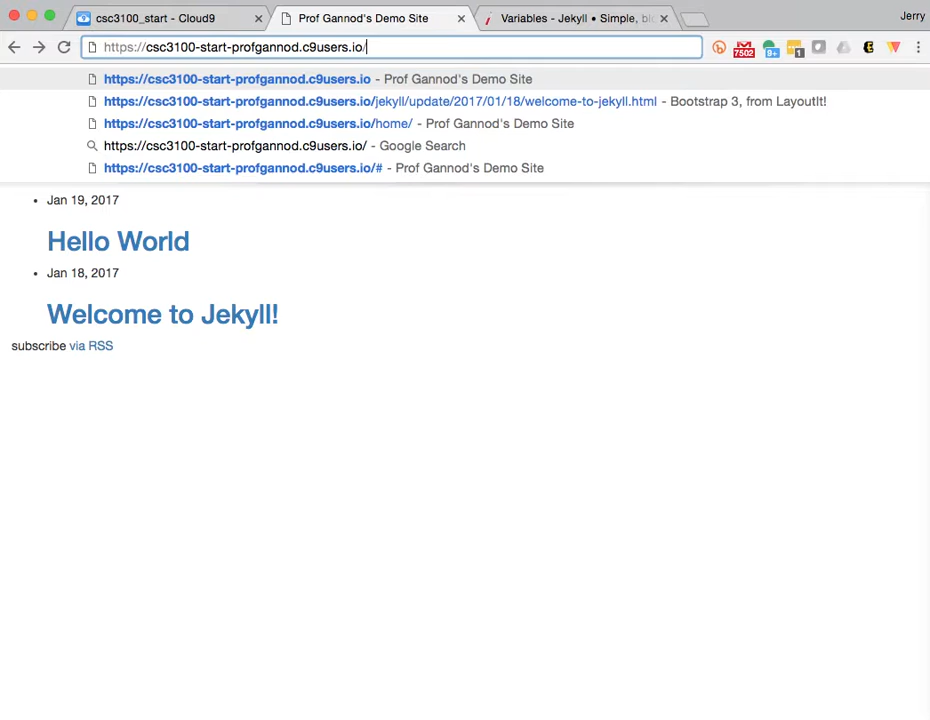 csc3100_start - Cloud9
Prof Gannod's Demo Site
Variables - Jekyll • Simple, blo
Jerry
https://csc3100-start-profgannod.c9users.io/
7502
9+
1
https://csc3100-start-profgannod.c9users.io - Prof Gannod's Demo Site
https://csc3100-start-profgannod.c9users.io/jekyll/update/2017/01/18/welcome-to-jekyll.html - Bootstrap 3, from LayoutIt!
https://csc3100-start-profgannod.c9users.io/home/ - Prof Gannod's Demo Site
https://csc3100-start-profgannod.c9users.io/ - Google Search
https://csc3100-start-profgannod.c9users.io/# - Prof Gannod's Demo Site
• Jan 19, 2017
Hello World
• Jan 18, 2017
Welcome to Jekyll!
subscribe via RSS